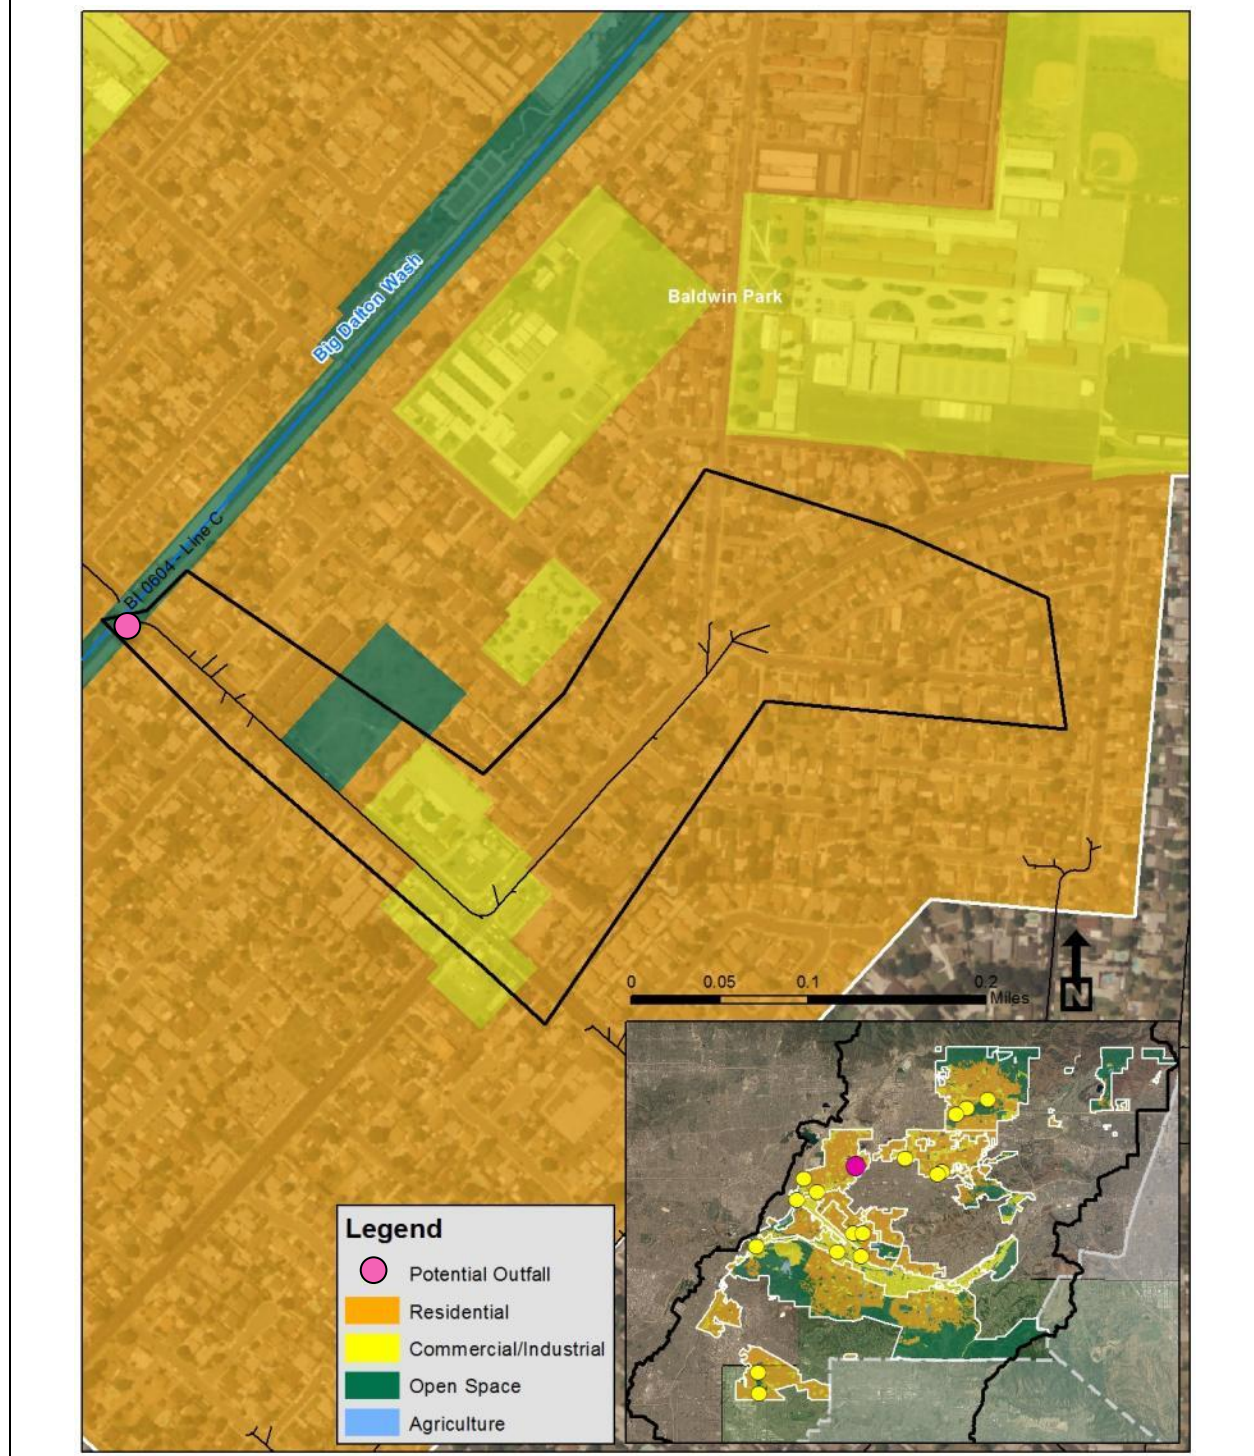 Big Dalton Wash
Baldwin Park
BI 0604 - Line C
0 0.05 0.1 0.2
Miles
N
Legend
Potential Outfall
Residential
Commercial/Industrial
Open Space
Agriculture